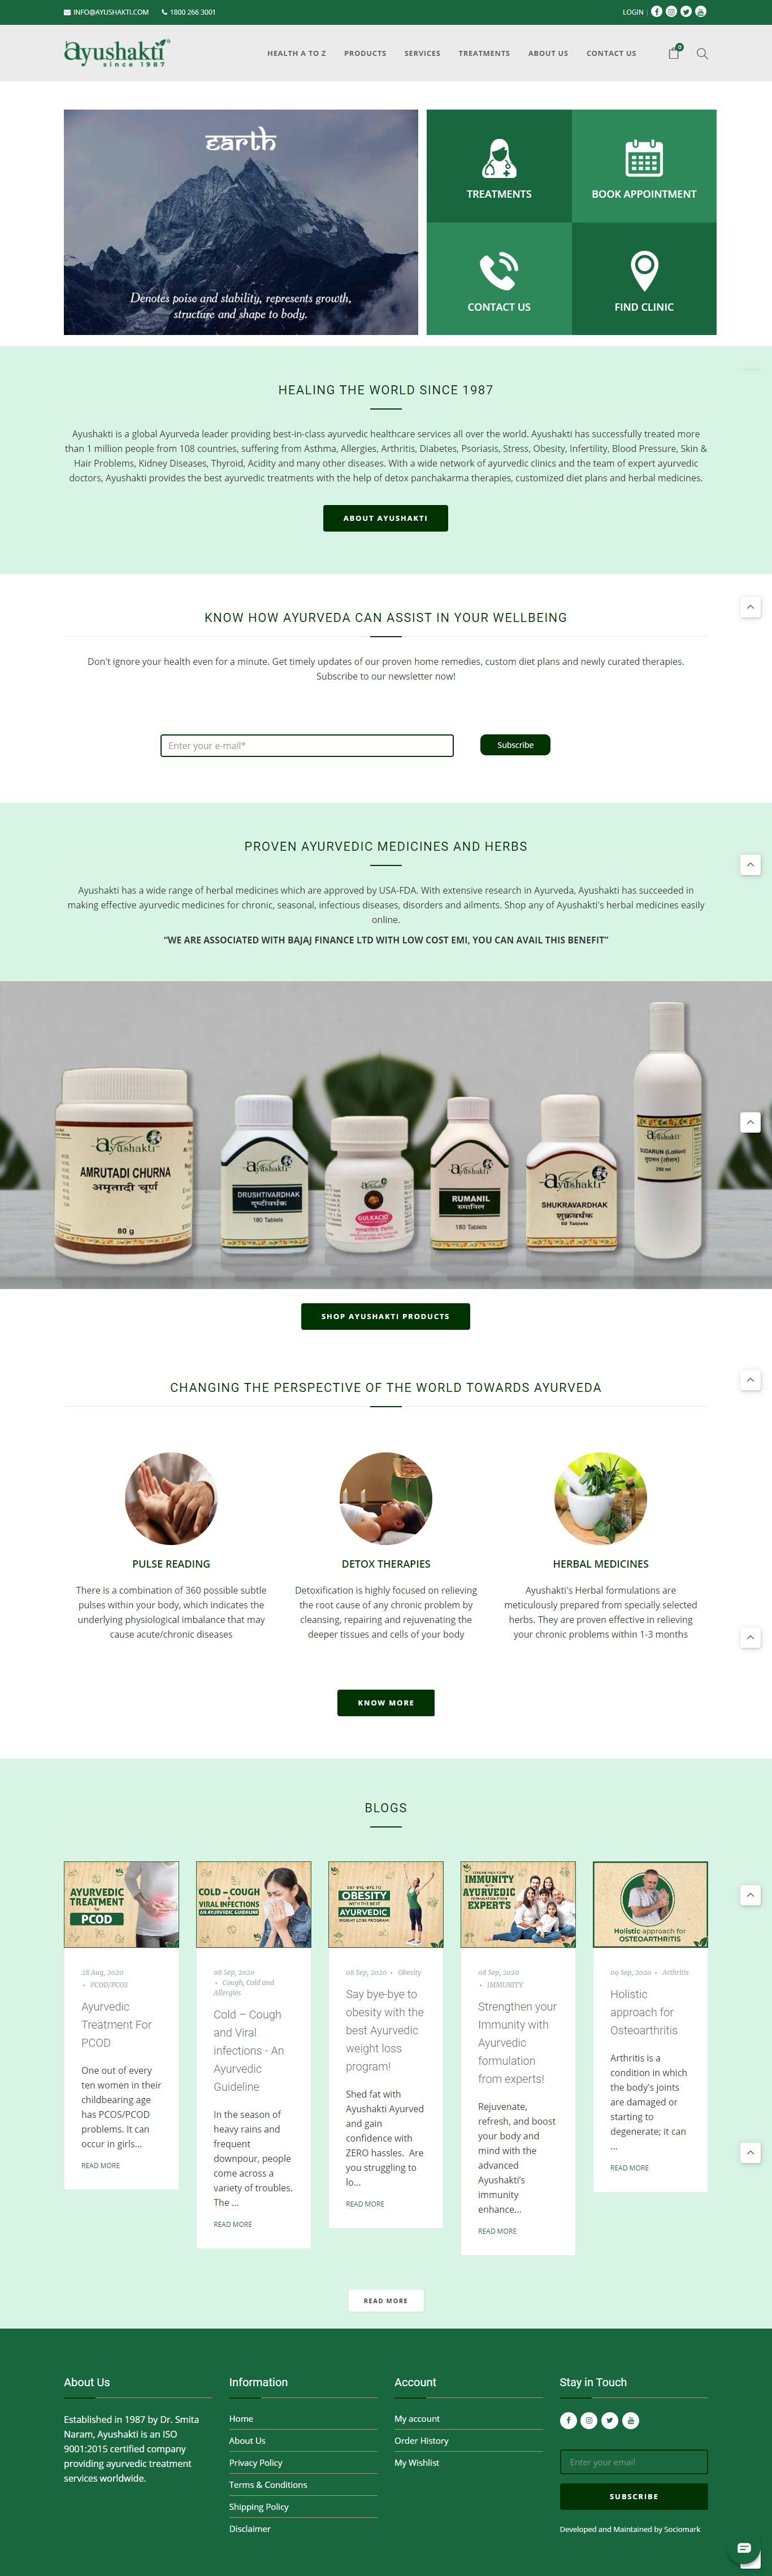 INFO@AYUSHAKTI.COM 1800 266 3001 LOGIN
ayushakti
since 1987
HEALTH A TO Z PRODUCTS SERVICES TREATMENTS ABOUT US CONTACT US 0
earth
Denotes poise and stability, represents growth,
structure and shape to body.
TREATMENTS BOOK APPOINTMENT
CONTACT US FIND CLINIC
HEALING THE WORLD SINCE 1987
Ayushakti is a global Ayurveda leader providing best-in-class ayurvedic healthcare services all over the world. Ayushakti has successfully treated more
than 1 million people from 108 countries, suffering from Asthma, Allergies, Arthritis, Diabetes, Psoriasis, Stress, Obesity, Infertility, Blood Pressure, Skin &
Hair Problems, Kidney Diseases, Thyroid, Acidity and many other diseases. With a wide network of ayurvedic clinics and the team of expert ayurvedic
doctors, Ayushakti provides the best ayurvedic treatments with the help of detox panchakarma therapies, customized diet plans and herbal medicines.
ABOUT AYUSHAKTI
KNOW HOW AYURVEDA CAN ASSIST IN YOUR WELLBEING
Don't ignore your health even for a minute. Get timely updates of our proven home remedies, custom diet plans and newly curated therapies.
Subscribe to our newsletter now!
Enter your e-mail* Subscribe
PROVEN AYURVEDIC MEDICINES AND HERBS
Ayushakti has a wide range of herbal medicines which are approved by USA-FDA. With extensive research in Ayurveda, Ayushakti has succeeded in
making effective ayurvedic medicines for chronic, seasonal, infectious diseases, disorders and ailments. Shop any of Ayushakti's herbal medicines easily
online.
“WE ARE ASSOCIATED WITH BAJAJ FINANCE LTD WITH LOW COST EMI, YOU CAN AVAIL THIS BENEFIT”
ayushakti
AMRUTADI CHURNA
अमृतादी चूर्ण
80 g
ayushakti
DRUSHTIVARDHAK
दृष्टीवर्धक
180 Tablets
ayushakti
GULKACID
ayushakti
RUMANIL
रूमानिल
180 Tablets
ayushakti
SHUKRAVARDHAK
शुक्रवर्धक
60 Tablets
ayushakti
SUDARUN (Lotion)
250 ml
SHOP AYUSHAKTI PRODUCTS
CHANGING THE PERSPECTIVE OF THE WORLD TOWARDS AYURVEDA
PULSE READING
There is a combination of 360 possible subtle
pulses within your body, which indicates the
underlying physiological imbalance that may
cause acute/chronic diseases
DETOX THERAPIES
Detoxification is highly focused on relieving
the root cause of any chronic problem by
cleansing, repairing and rejuvenating the
deeper tissues and cells of your body
HERBAL MEDICINES
Ayushakti's Herbal formulations are
meticulously prepared from specially selected
herbs. They are proven effective in relieving
your chronic problems within 1-3 months
KNOW MORE
BLOGS
AYURVEDIC
TREATMENT
for
PCOD
28 Aug, 2020
• PCOD/PCOS
Ayurvedic
Treatment For
PCOD
One out of every
ten women in their
childbearing age
has PCOS/PCOD
problems. It can
occur in girls...
READ MORE
COLD – COUGH
&
VIRAL INFECTIONS
AN AYURVEDIC GUIDELINE
08 Sep, 2020
• Cough, Cold and
Allergies
Cold – Cough
and Viral
infections - An
Ayurvedic
Guideline
In the season of
heavy rains and
frequent
downpour, people
come across a
variety of troubles.
The ...
READ MORE
SAY BYE-BYE TO
OBESITY
WITH THE BEST
AYURVEDIC
WEIGHT LOSS PROGRAM!
08 Sep, 2020 • Obesity
Say bye-bye to
obesity with the
best Ayurvedic
weight loss
program!
Shed fat with
Ayushakti Ayurved
and gain
confidence with
ZERO hassles. Are
you struggling to
lo...
READ MORE
STRENGTHEN YOUR
IMMUNITY
WITH
AYURVEDIC
FORMULATION FROM
EXPERTS
08 Sep, 2020
• IMMUNITY
Strengthen your
Immunity with
Ayurvedic
formulation
from experts!
Rejuvenate,
refresh, and boost
your body and
mind with the
advanced
Ayushakti’s
immunity
enhance...
READ MORE
Holistic approach for
OSTEOARTHRITIS
09 Sep, 2020 • Arthritis
Holistic
approach for
Osteoarthritis
Arthritis is a
condition in which
the body's joints
are damaged or
starting to
degenerate; it can
...
READ MORE
READ MORE
About Us
Established in 1987 by Dr. Smita
Naram, Ayushakti is an ISO
9001:2015 certified company
providing ayurvedic treatment
services worldwide.
Information
Home
About Us
Privacy Policy
Terms & Conditions
Shipping Policy
Disclaimer
Account
My account
Order History
My Wishlist
Stay in Touch
Enter your email
SUBSCRIBE
Developed and Maintained by Sociomark